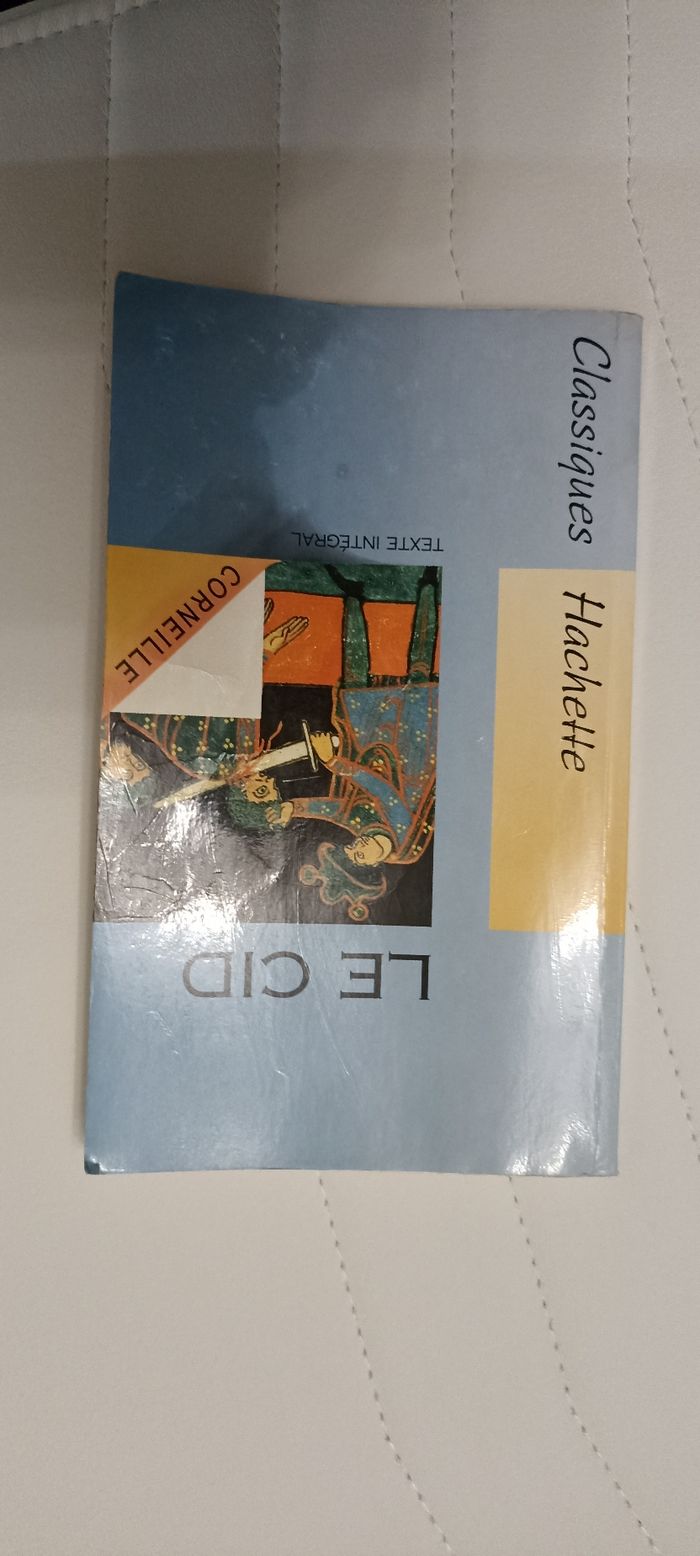 Classiques Hachette
TEXTE INTÉGRAL
CORNEILLE
LE CID